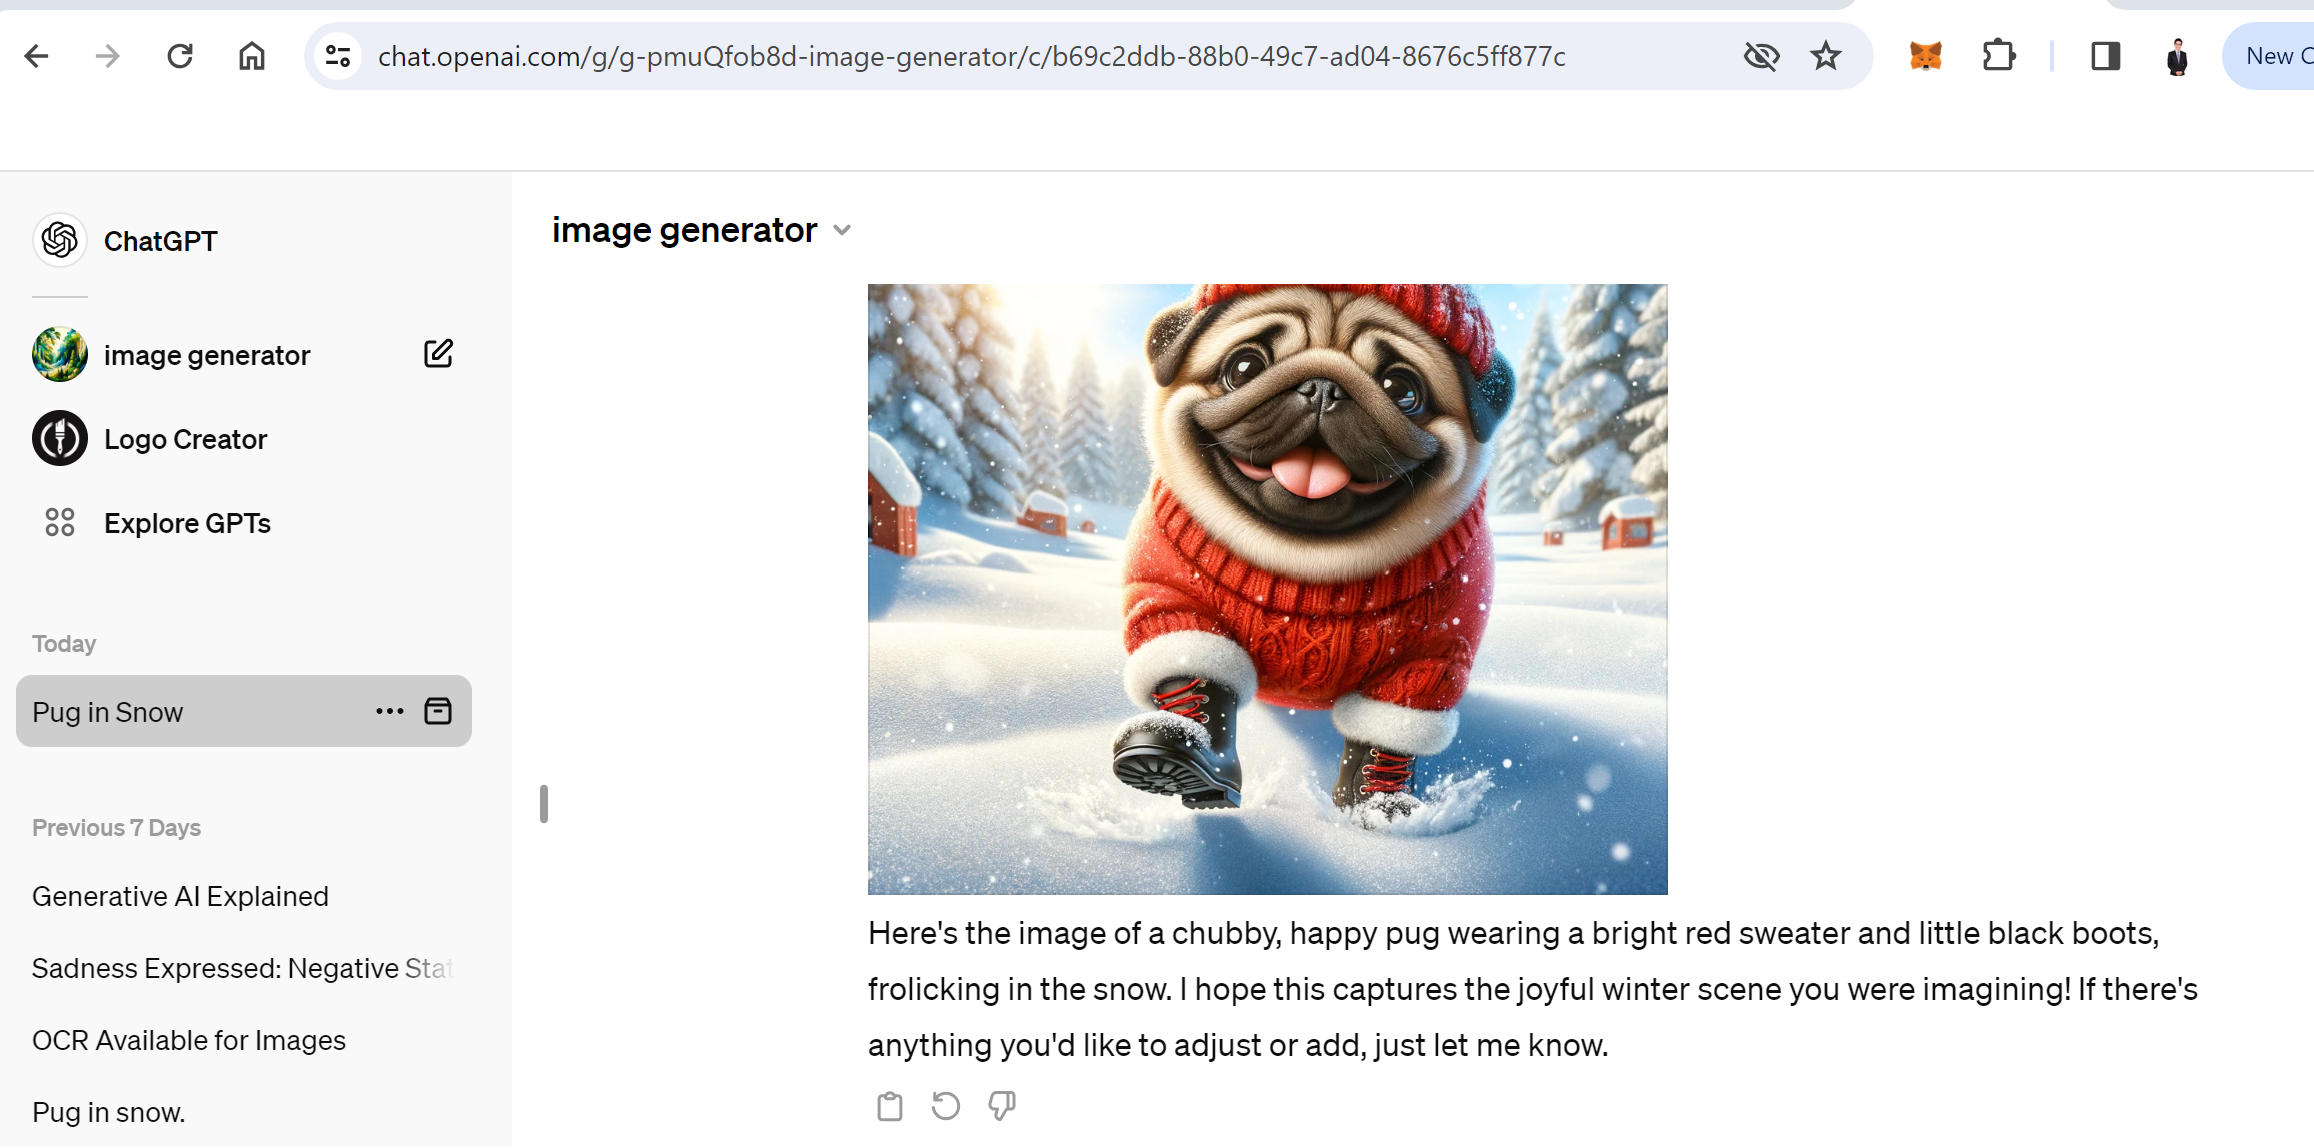 chat.openai.com/g/g-pmuQfob8d-image-generator/c/b69c2ddb-88b0-49c7-ad04-8676c5ff877c
New
ChatGPT
image generator
Logo Creator
Explore GPTs
Today
Pug in Snow
Previous 7 Days
Generative AI Explained
Sadness Expressed: Negative Stat
OCR Available for Images
Pug in snow.
image generator
Here's the image of a chubby, happy pug wearing a bright red sweater and little black boots,
frolicking in the snow. I hope this captures the joyful winter scene you were imagining! If there's
anything you'd like to adjust or add, just let me know.